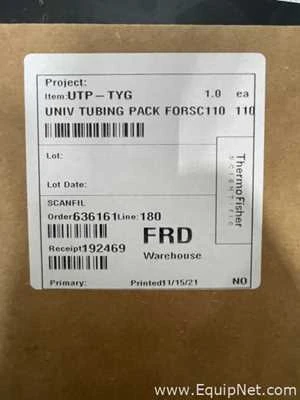 Project:
Item:UTP-TYG 1.0 ea
UNIV TUBING PACK FORSC110 110
Lot:
Lot Date:
ThermoFisher
SCIENTIFIC
SCANFIL
Order636161Line:180
FRD
Receipt192469
Warehouse
Primary: Printed11/15/21 NO
www.EquipNet.com